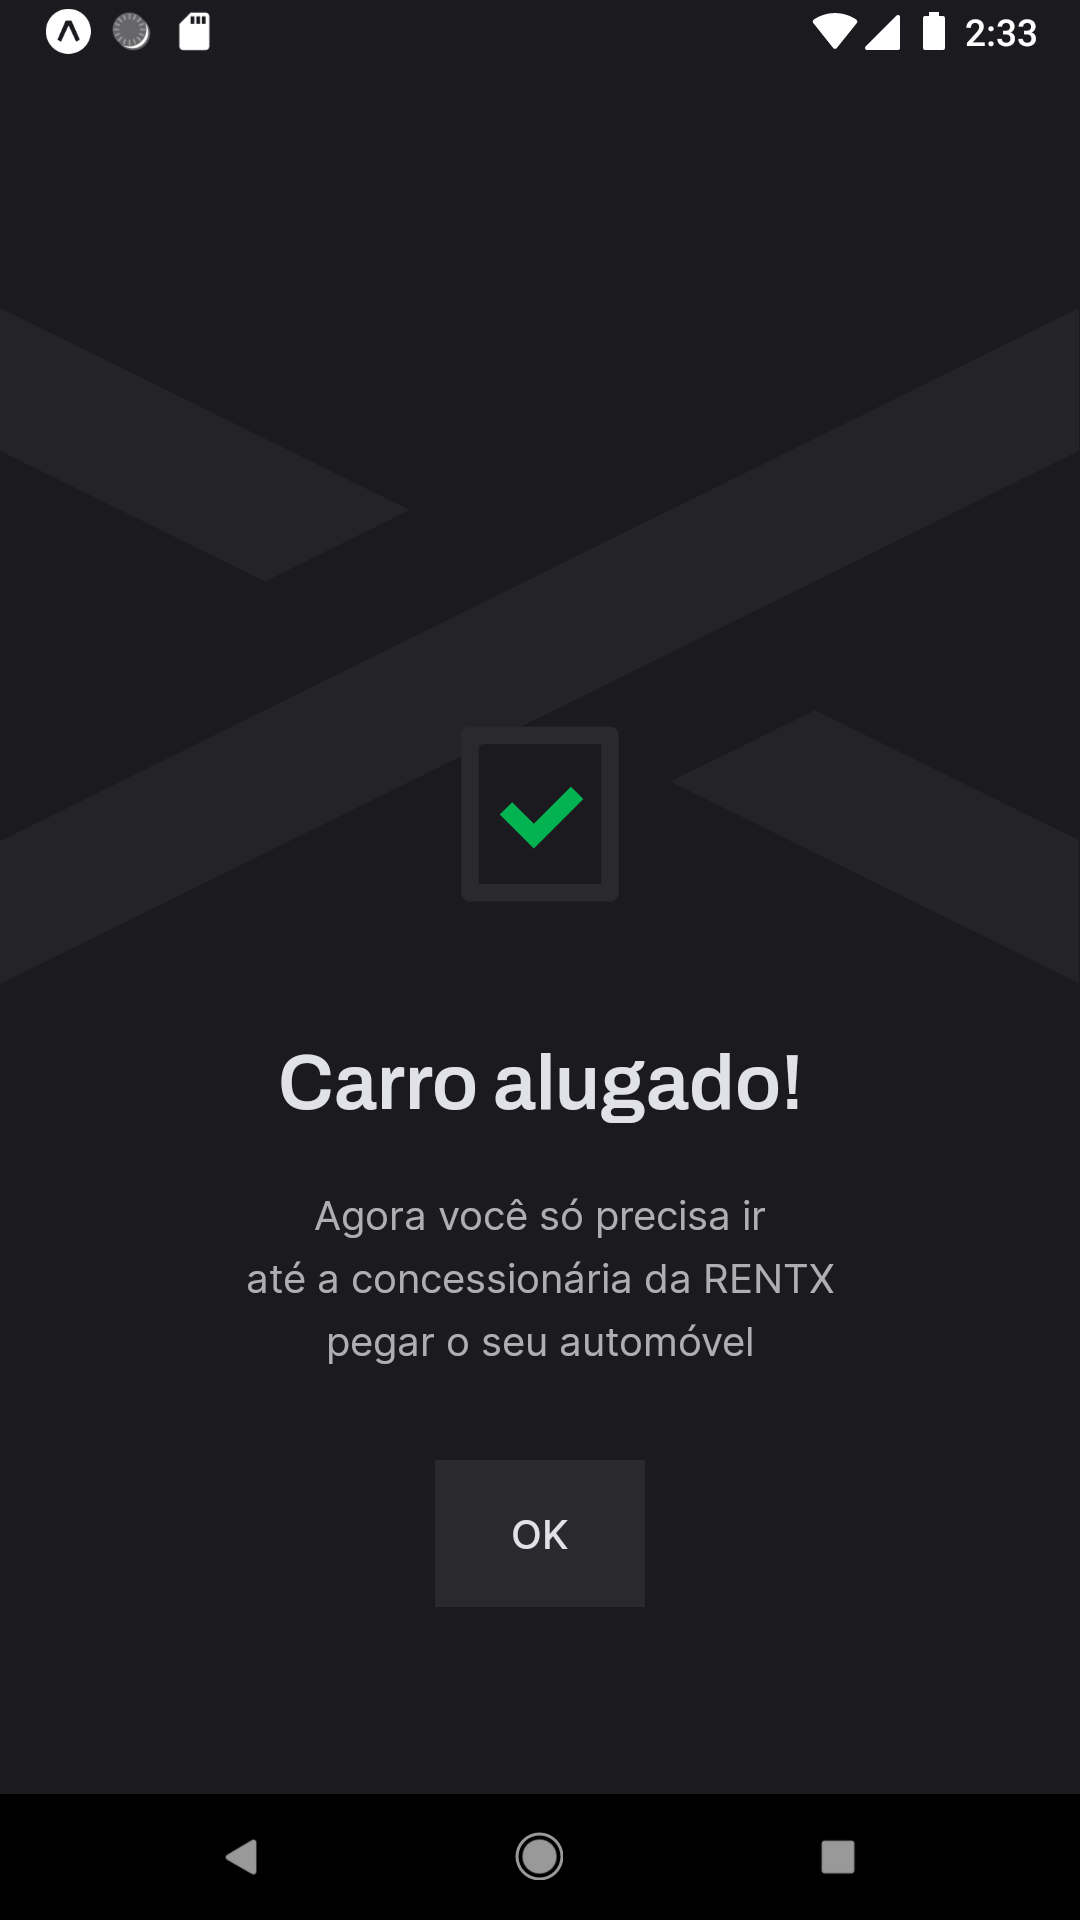 2:33
Carro alugado!
Agora você só precisa ir
até a concessionária da RENTX
pegar o seu automóvel
OK